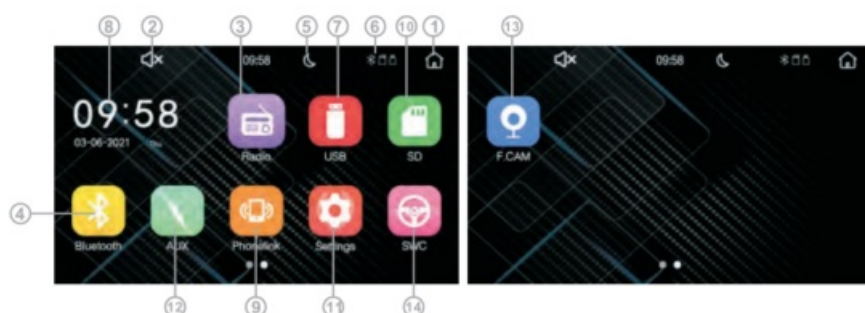 8 2 3 5 7 10 6 1 13
09:58
09:58
09:58
03-06-2021 Thu
Radio USB SD F.CAM
4
Bluetooth AUX Phonelink Settings SWC
12 9 11 14